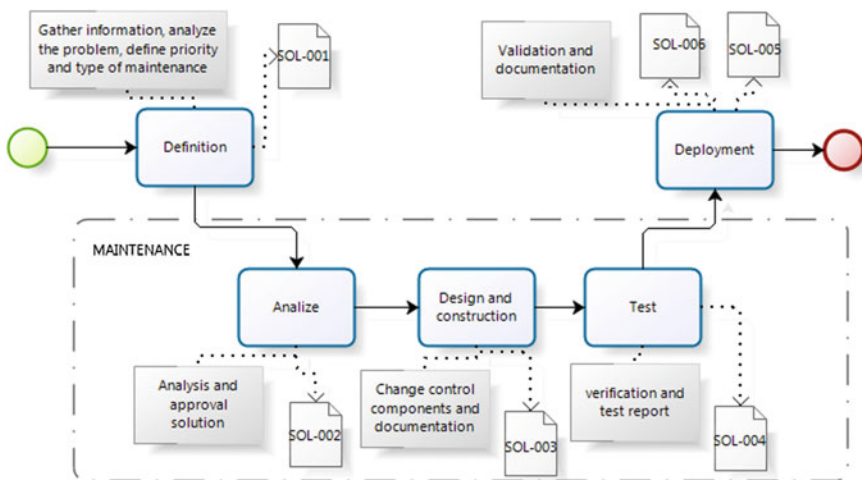 Gather information, analyze
the problem, define priority
and type of maintenance
SOL-001
Validation and
documentation
SOL-006
SOL-005
Definition
Deployment
MAINTENANCE
Analize
Design and
construction
Test
Analysis and
approval
solution
SOL-002
Change control
components and
documentation
SOL-003
verification and
test report
SOL-004